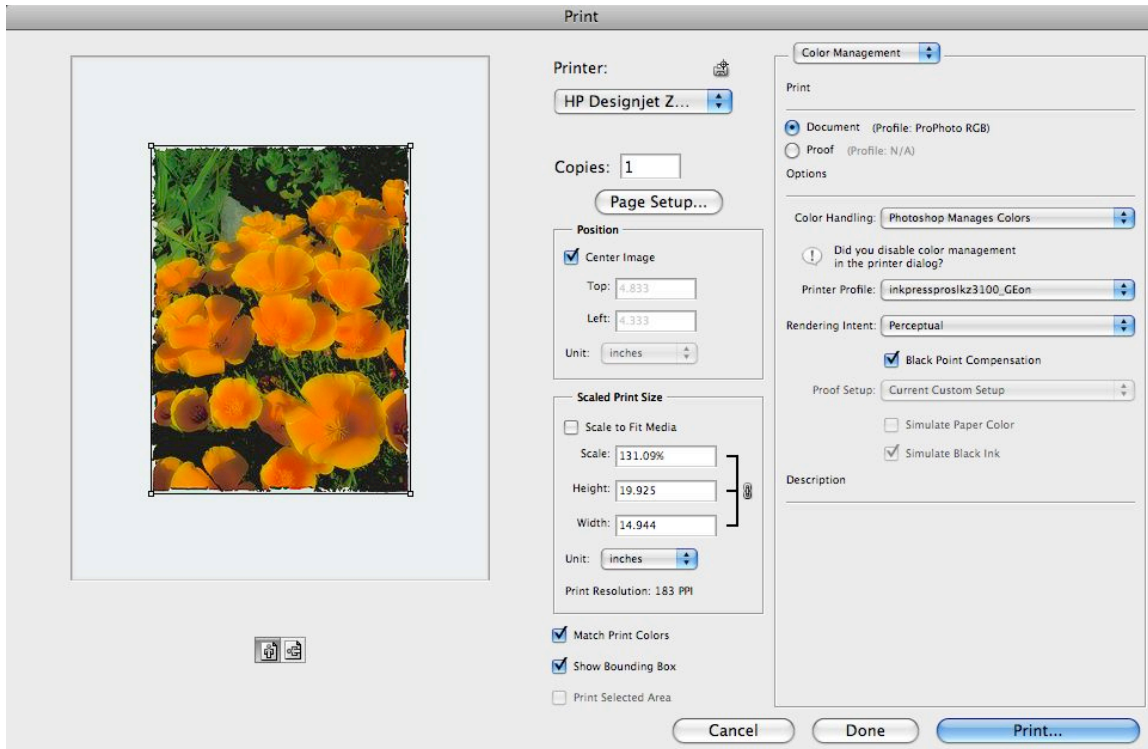 Print
Printer:
HP Designjet Z...
Copies: 1
Page Setup...
Position
Center Image
Top: 4.833
Left: 4.333
Unit: inches
Scaled Print Size
Scale to Fit Media
Scale: 131.09%
Height: 19.925
Width: 14.944
Unit: inches
Print Resolution: 183 PPI
Match Print Colors
Show Bounding Box
Print Selected Area
Color Management
Print
Document (Profile: ProPhoto RGB)
Proof (Profile: N/A)
Options
Color Handling: Photoshop Manages Colors
Did you disable color management
in the printer dialog?
Printer Profile: inkpressproslkz3100_GEon
Rendering Intent: Perceptual
Black Point Compensation
Proof Setup: Current Custom Setup
Simulate Paper Color
Simulate Black Ink
Description
Cancel
Done
Print...